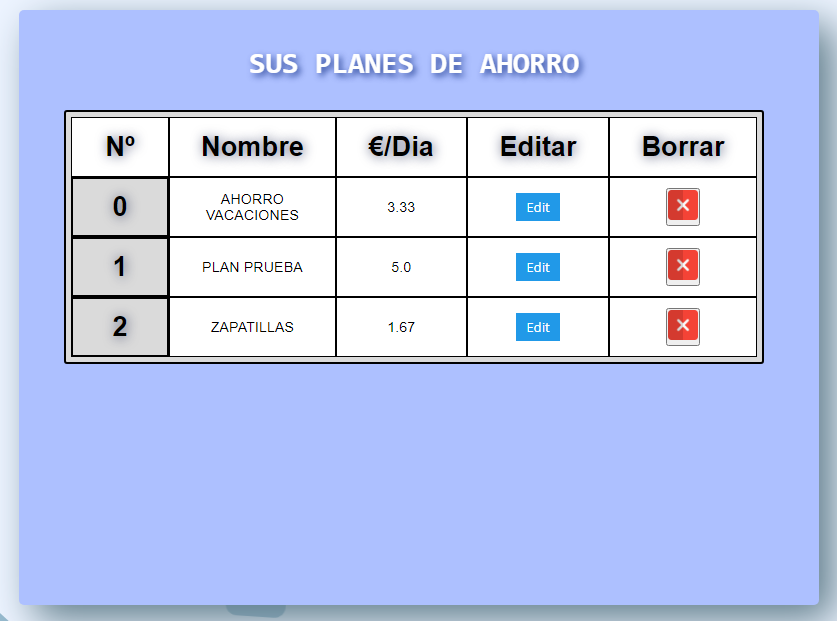 SUS PLANES DE AHORRO
Nº Nombre €/Dia Editar Borrar
0 AHORRO VACACIONES 3.33 Edit
1 PLAN PRUEBA 5.0 Edit
2 ZAPATILLAS 1.67 Edit